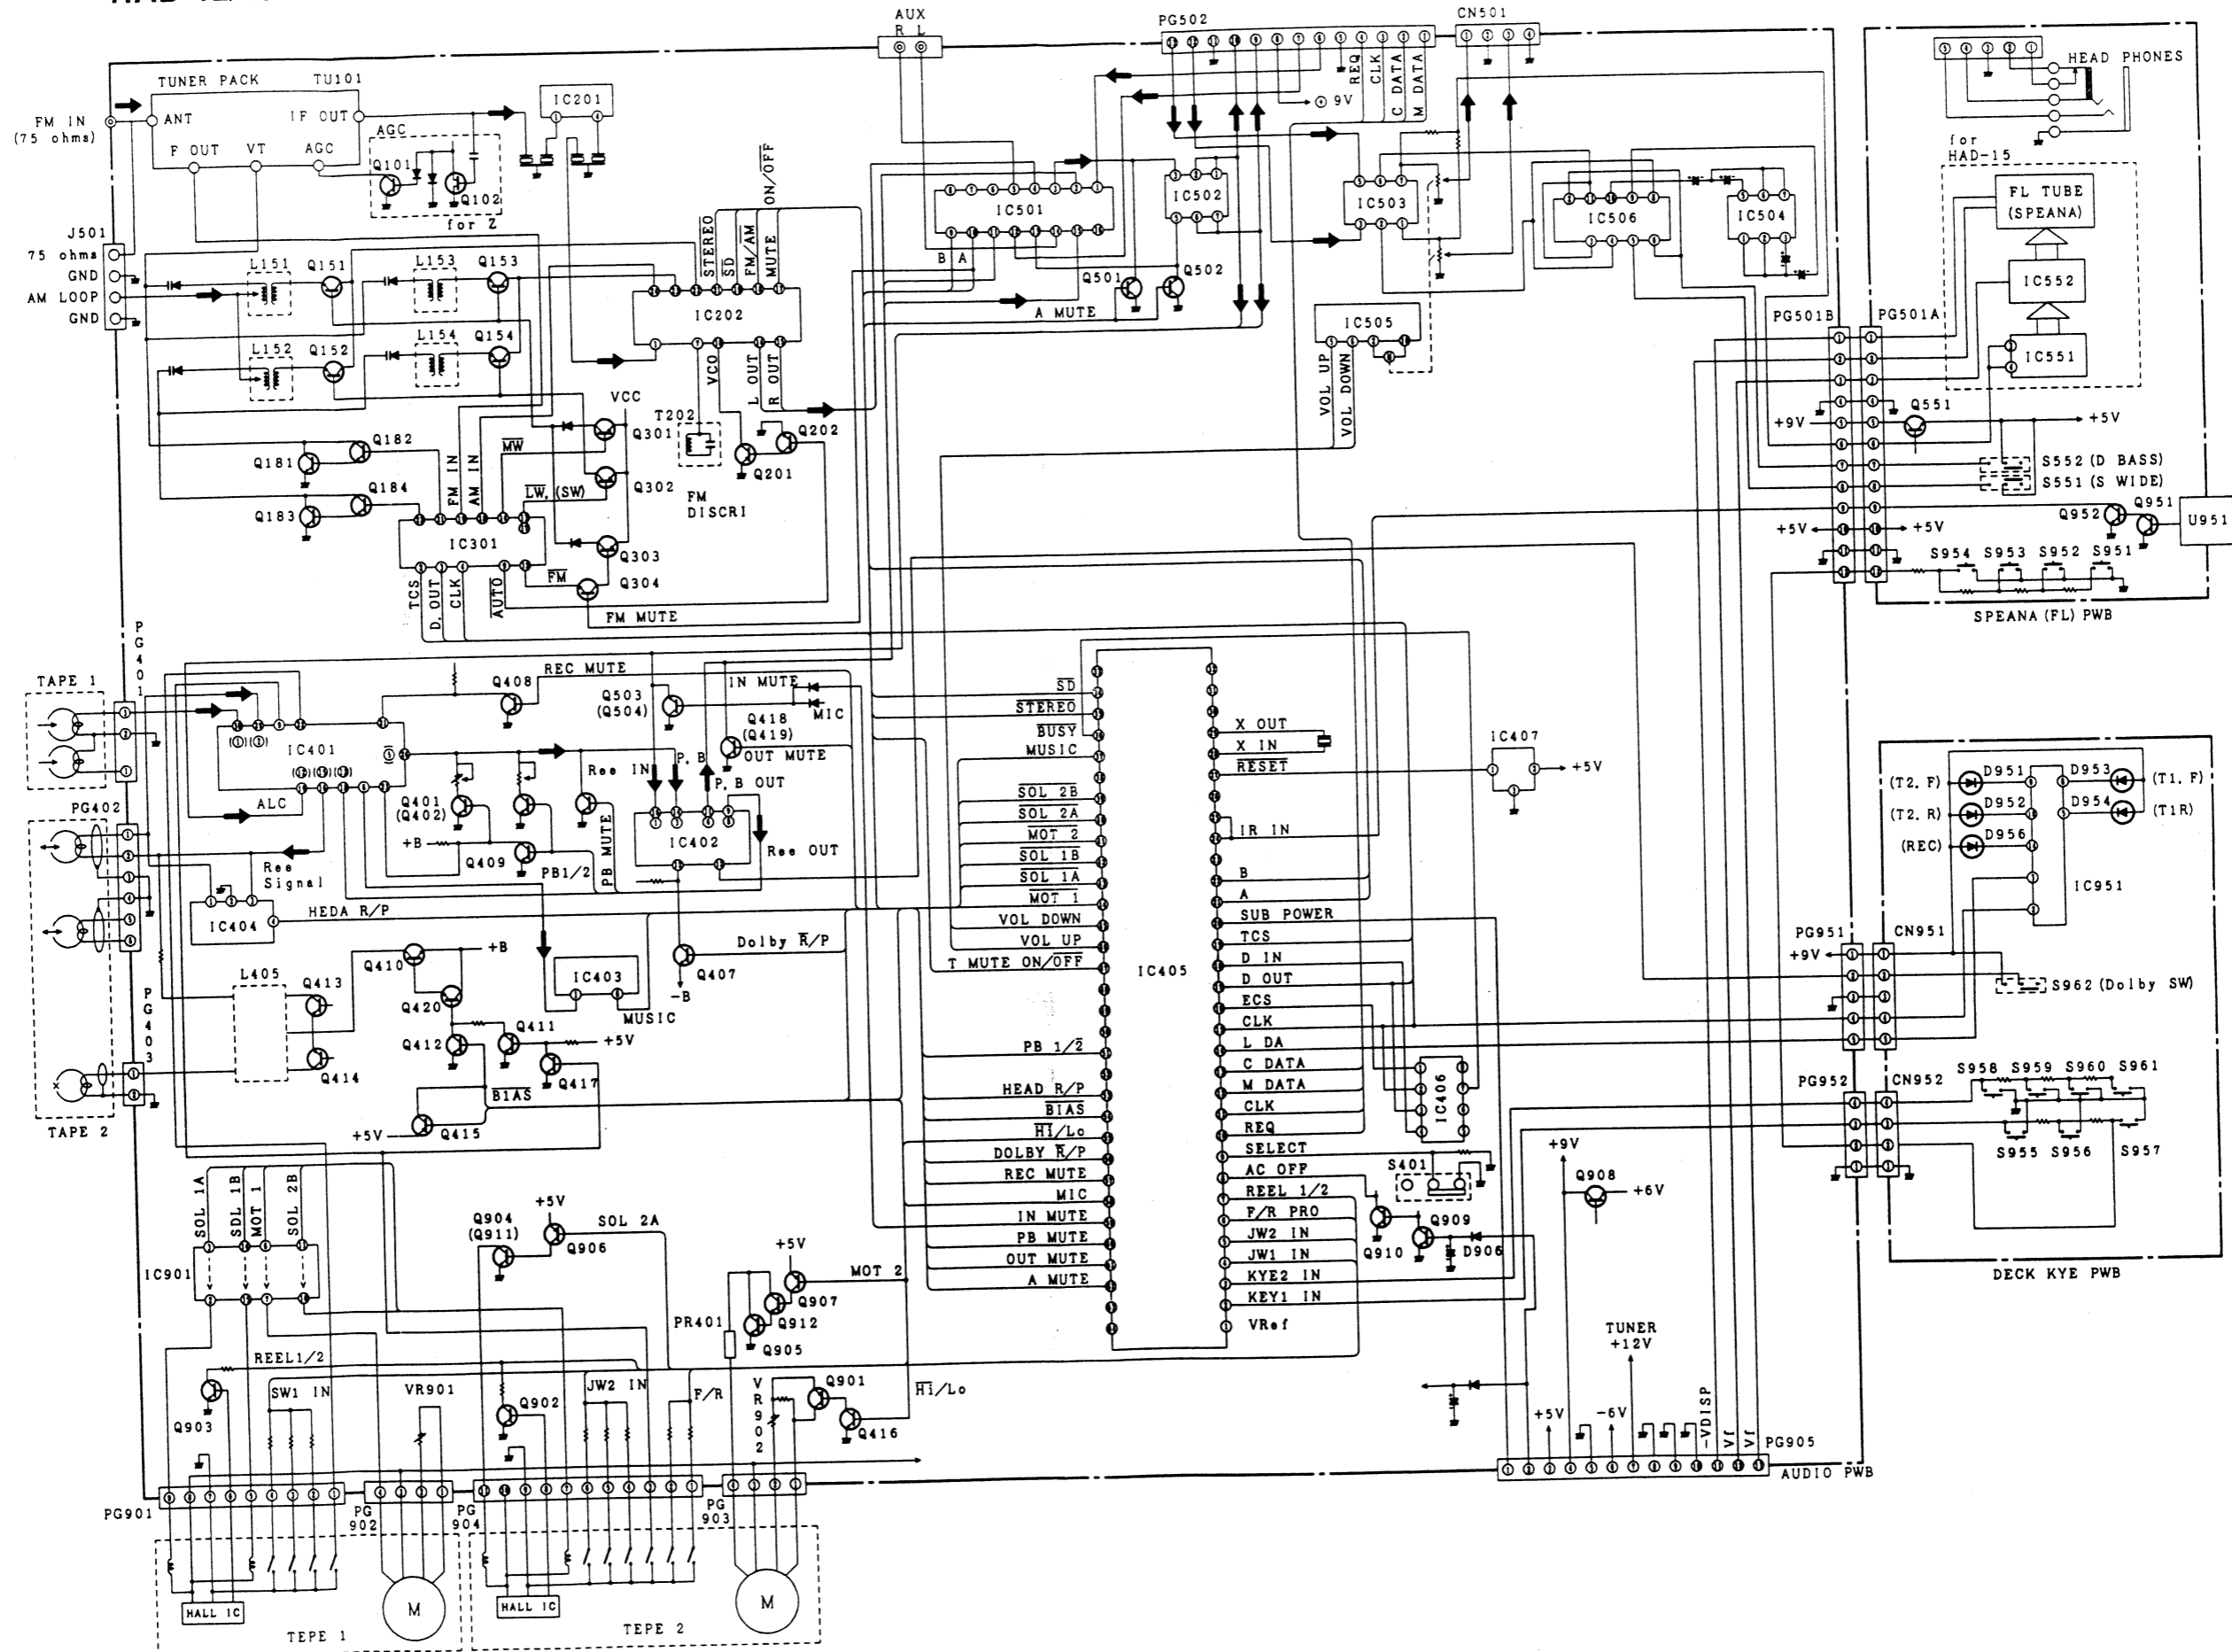 AUX
R L
PG502
CN501
REQ
CLK
C DATA
M DATA
⊕ 9V
HEAD PHONES
TUNER PACK TU101
FM IN
(75 ohms)
ANT
IF OUT
F OUT VT AGC
AGC
Q101
Q102
for Z
IC201
IC501
IC502
IC503
IC506
IC504
for
HAD-15
FL TUBE
(SPEANA)
IC552
IC551
J501
75 ohms
GND
AM LOOP
GND
L151 Q151 L153 Q153
L154 Q154
L152 Q152
STEREO
SD
FM/AM
MUTE ON/OFF
IC202
VCO
L OUT
R OUT
B A
Q501
Q502
A MUTE
IC505
VOL UP
VOL DOWN
PG501B
PG501A
+9V
Q551
+5V
S552 (D BASS)
S551 (S WIDE)
Q952
Q951
U951
+5V
+5V
S954 S953 S952 S951
SPEANA (FL) PWB
VCC
Q301
T202
Q202
Q201
MW
Q302
LW, (SW)
FM
DISCRI
Q182
Q181
Q184
Q183
FM IN
AM IN
IC301
Q303
Q304
TCS
D. OUT
CLK
AUTO
FM
FM MUTE
PG401
TAPE 1
REC MUTE
Q408
Q503
(Q504)
IN MUTE
MIC
Q418
(Q419)
OUT MUTE
IC401
ALC
Q401
(Q402)
Ree IN
P, B
P, B OUT
+B
Q409
PB1/2
PB MUTE
IC402
Ree OUT
PG402
Ree
Signal
IC404
HEDA R/P
Q410
+B
Q420
L405
Q413
Q414
Q412
Q411
+5V
Q417
IC403
MUSIC
Q407
Dolby R/P
-B
BIAS
Q415
+5V
PG403
TAPE 2
SD
STEREO
BUSY
MUSIC
SOL 2B
SOL 2A
MOT 2
SOL 1B
SOL 1A
MOT 1
VOL DOWN
VOL UP
T MUTE ON/OFF
PB 1/2
HEAD R/P
BIAS
HI/Lo
DOLBY R/P
REC MUTE
MIC
IN MUTE
PB MUTE
OUT MUTE
A MUTE
IC405
X OUT
X IN
RESET
IR IN
B
A
SUB POWER
TCS
D IN
D OUT
ECS
CLK
L DA
C DATA
M DATA
CLK
REQ
SELECT
AC OFF
REEL 1/2
F/R PRO
JW2 IN
JW1 IN
KYE2 IN
KEY1 IN
VRef
IC407
+5V
IC406
S401
Q910
Q909
D906
+9V
Q908
+6V
(T2. F) D951
(T2. R) D952
(REC) D956
D953 (T1. F)
D954 (T1R)
IC951
PG951
CN951
+9V
S962 (Dolby SW)
PG952
CN952
S958 S959 S960 S961
S955 S956 S957
DECK KYE PWB
SOL 1A
SDL 1B
MOT 1
SOL 2B
IC901
Q904
(Q911)
+5V
Q906
SOL 2A
+5V
MOT 2
Q907
Q912
Q905
PR401
REEL1/2
Q903
SW1 IN
VR901
Q902
JW2 IN
F/R
VR902
Q901
Q416
Hi/Lo
TUNER
+12V
+5V
-6V
-VDISP
Vf
Vf
PG905
AUDIO PWB
PG901
PG
902
PG
904
PG
903
HALL IC
M
TEPE 1
HALL IC
M
TEPE 2